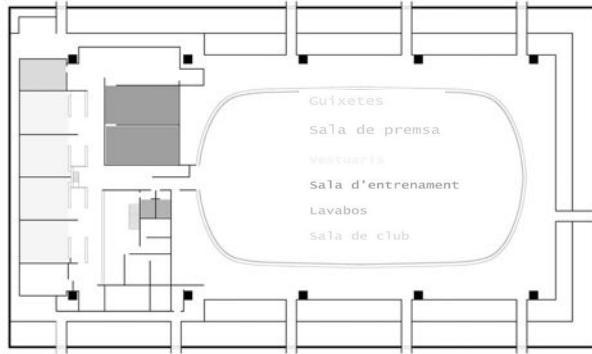 Guixetes
Sala de premsa
Vestuaris
Sala d'entrenament
Lavabos
Sala de club